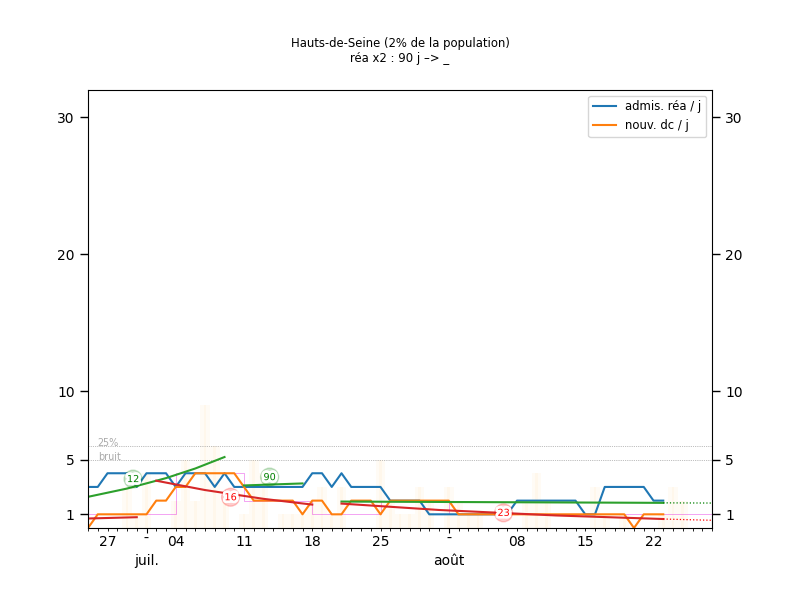 Hauts-de-Seine (2% de la population)
réa x2 : 90 j –> _
admis. réa / j
nouv. dc / j
30 30
20 20
10 10
5 5
1 1
25%
bruit
12
16
90
23
27 - 04 11 18 25 - 08 15 22
juil. août